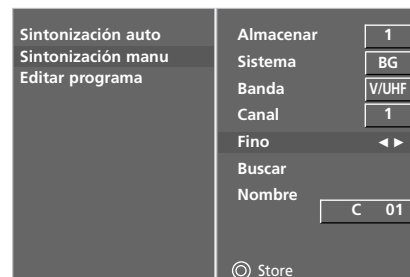 Sintonización auto
Sintonización manu
Editar programa
Almacenar 1
Sistema BG
Banda V/UHF
Canal 1
Fino ◄ ►
Buscar
Nombre
C 01
Store